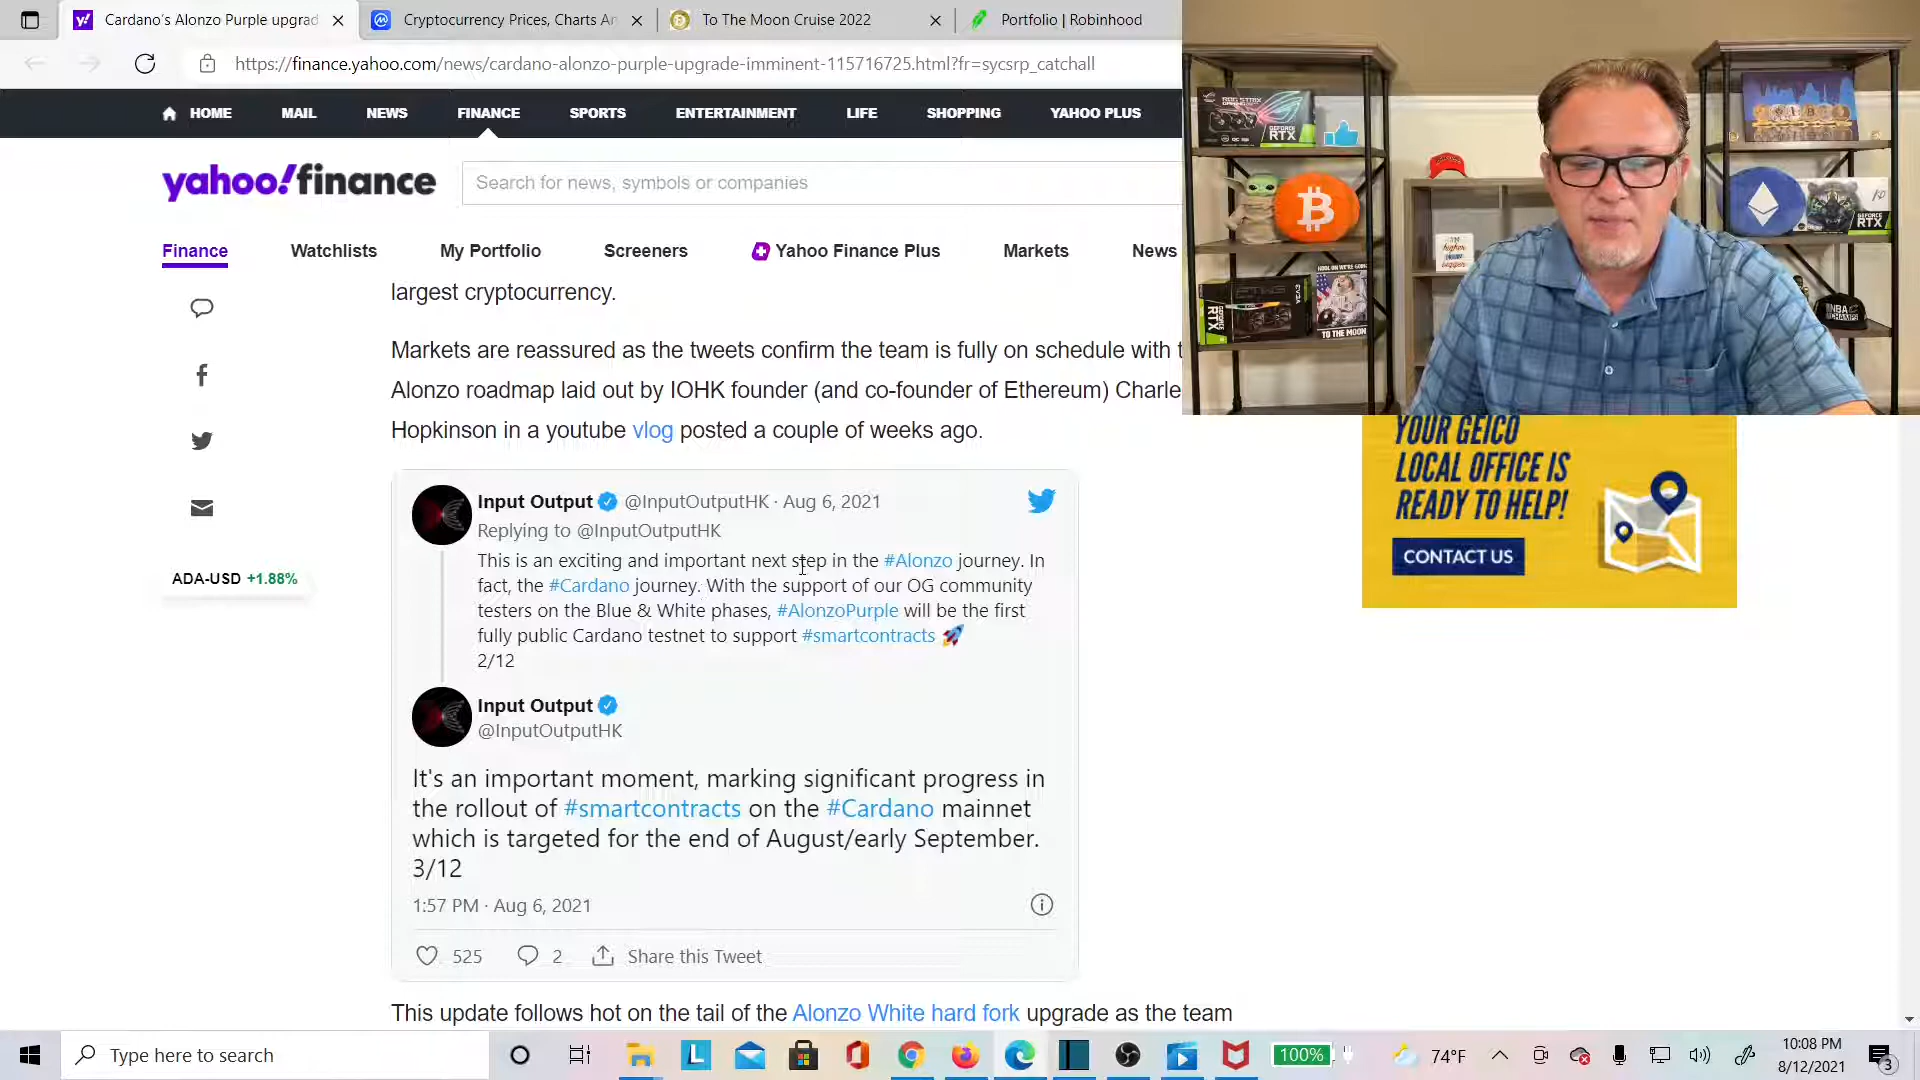 Cardano's Alonzo Purple upgrad
Cryptocurrency Prices, Charts An
To The Moon Cruise 2022
Portfolio | Robinhood
https://finance.yahoo.com/news/cardano-alonzo-purple-upgrade-imminent-115716725.html?fr=sycsrp_catchall
HOME MAIL NEWS FINANCE SPORTS ENTERTAINMENT LIFE SHOPPING YAHOO PLUS
yahoo!finance
Search for news, symbols or companies
Finance Watchlists My Portfolio Screeners Yahoo Finance Plus Markets News
largest cryptocurrency.
Markets are reassured as the tweets confirm the team is fully on schedule with t
Alonzo roadmap laid out by IOHK founder (and co-founder of Ethereum) Charle
Hopkinson in a youtube vlog posted a couple of weeks ago.
Input Output @InputOutputHK · Aug 6, 2021
Replying to @InputOutputHK
This is an exciting and important next step in the #Alonzo journey. In
fact, the #Cardano journey. With the support of our OG community
testers on the Blue & White phases, #AlonzoPurple will be the first
fully public Cardano testnet to support #smartcontracts
2/12
ADA-USD +1.88%
Input Output
@InputOutputHK
It's an important moment, marking significant progress in
the rollout of #smartcontracts on the #Cardano mainnet
which is targeted for the end of August/early September.
3/12
1:57 PM · Aug 6, 2021
525 2 Share this Tweet
This update follows hot on the tail of the Alonzo White hard fork upgrade as the team
GEFORCE
RTX
GEFORCE
RTX
RTX
EVGA
TO THE MOON
NBA
CHAMPS
YOUR GEICO
LOCAL OFFICE IS
READY TO HELP!
CONTACT US
Type here to search
100%
74°F
10:08 PM
8/12/2021
3